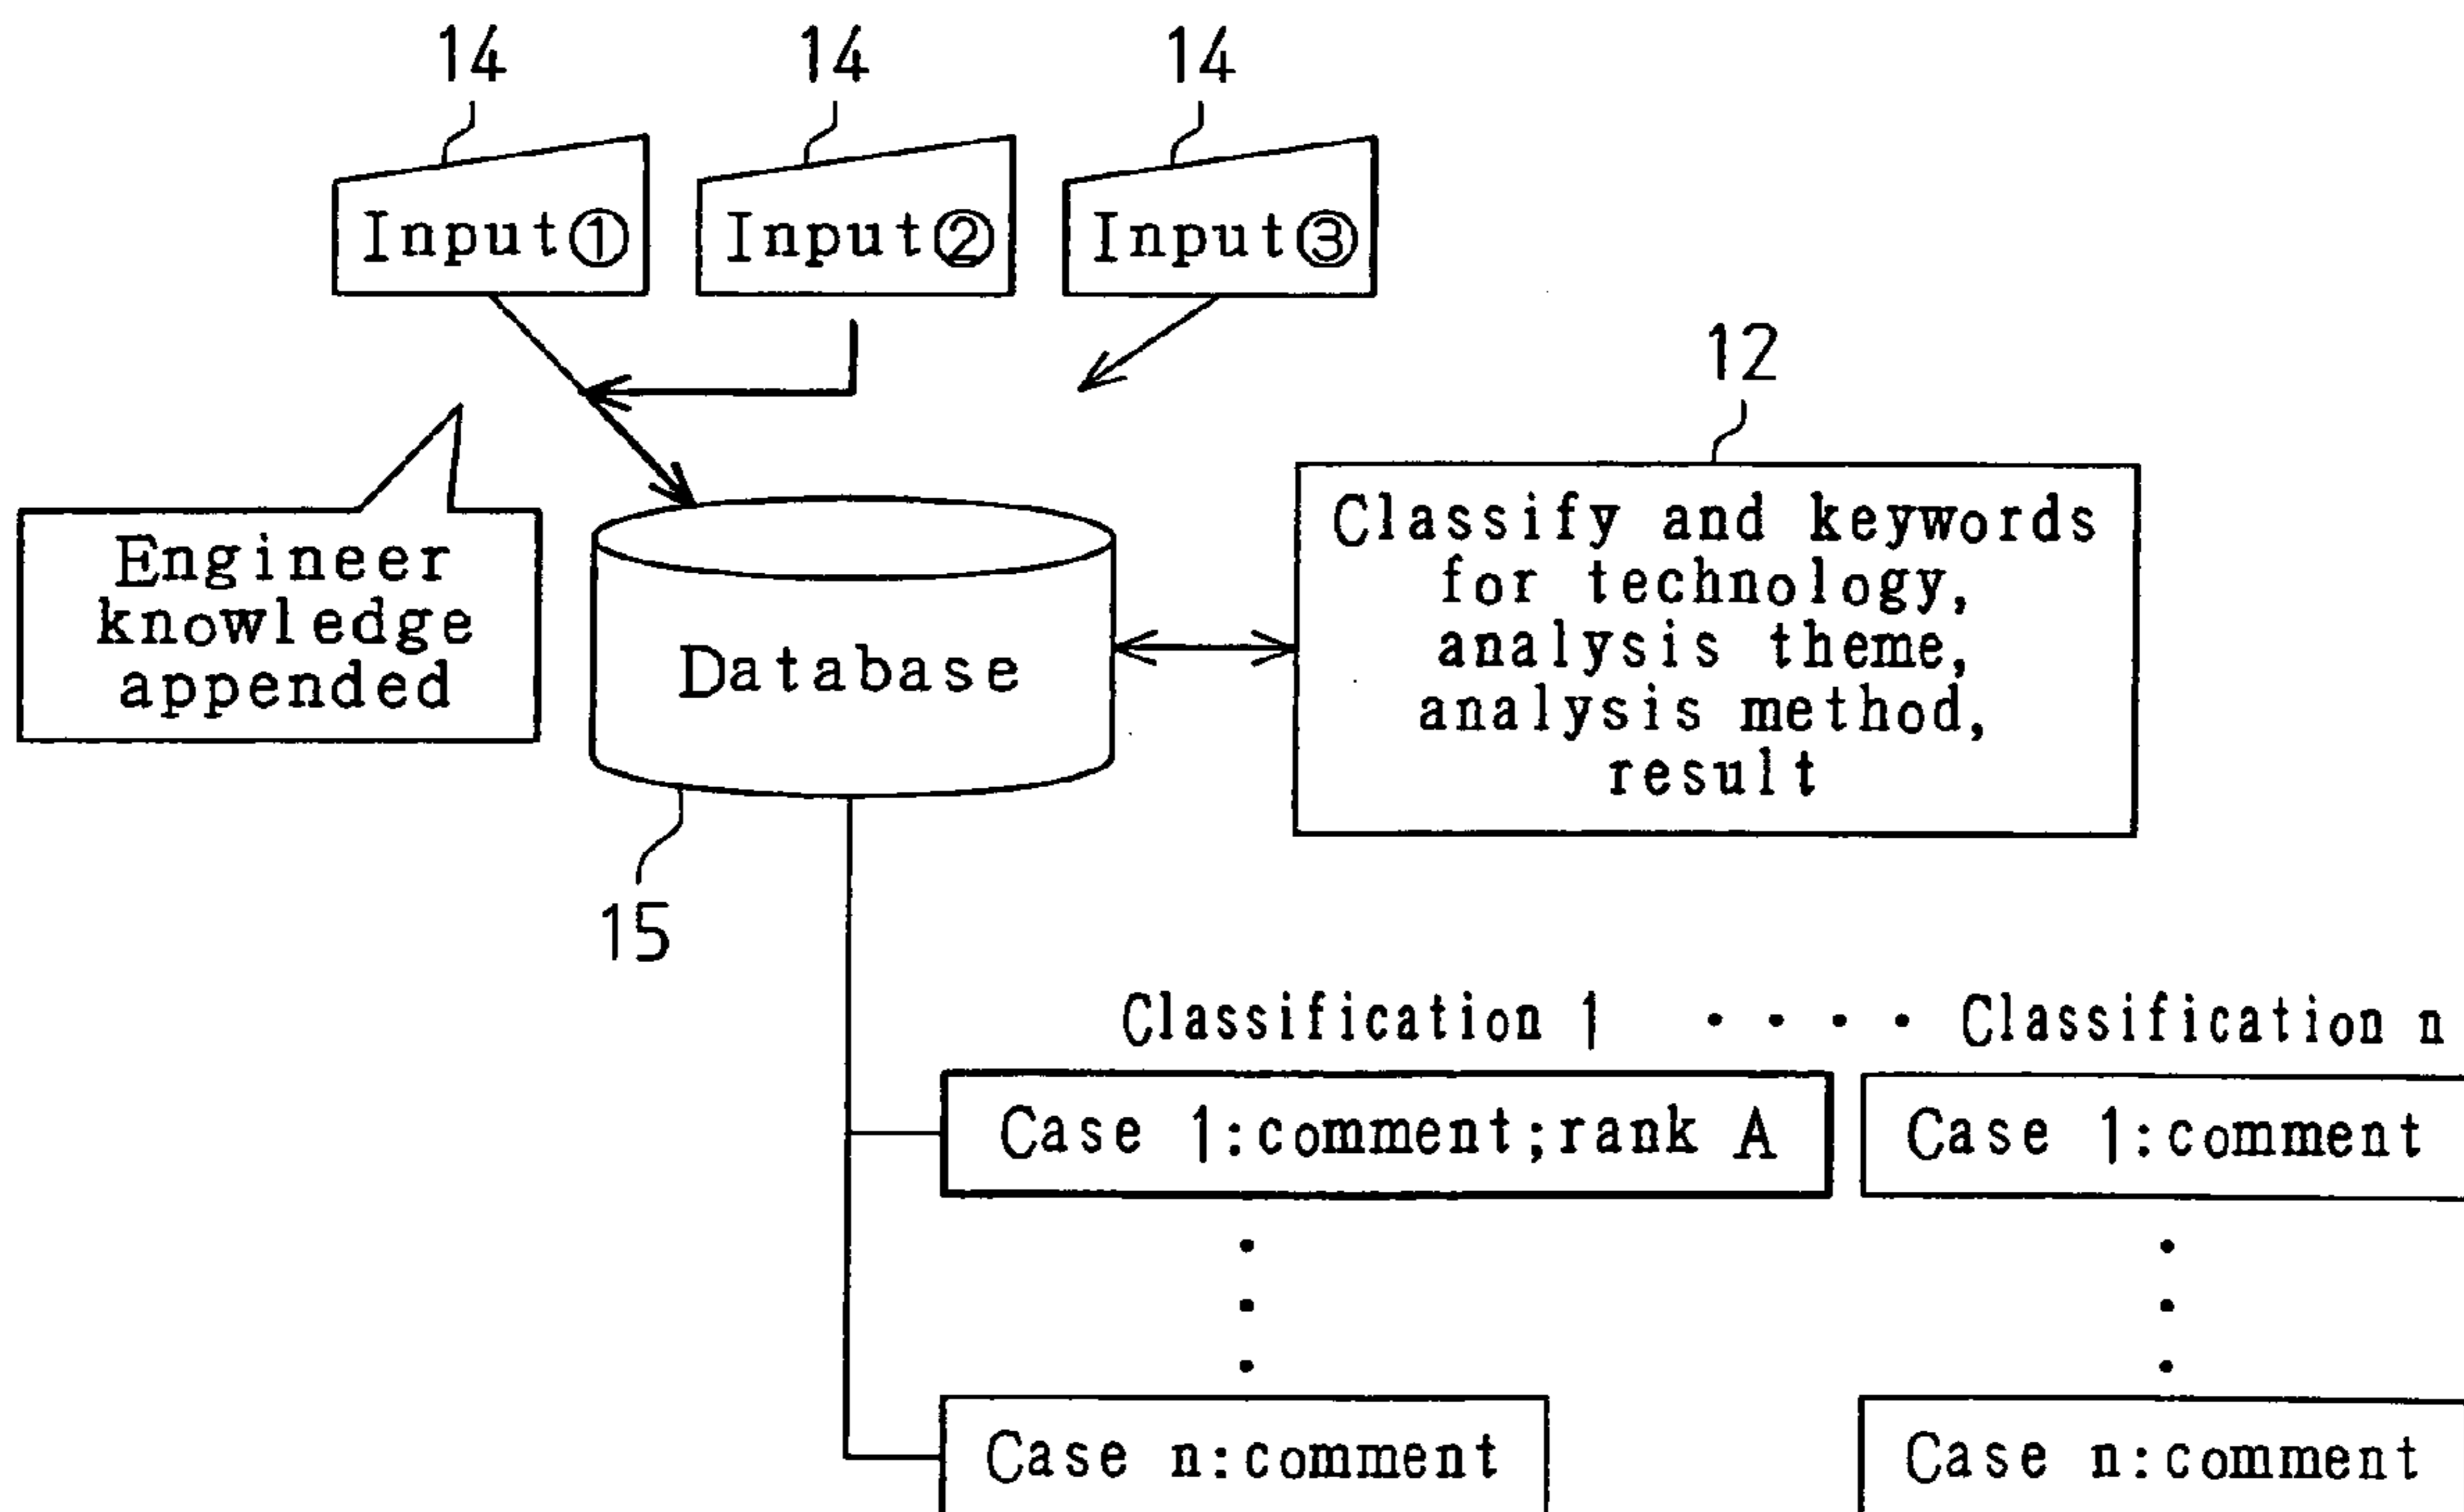 14 14 14
Input① Input② Input③
12
Engineer
knowledge
appended
Database
Classify and keywords
for technology,
analysis theme,
analysis method,
result
15
Classification 1 • • • • Classification n
Case 1:comment;rank A
Case 1:comment
Case n:comment
Case n:comment